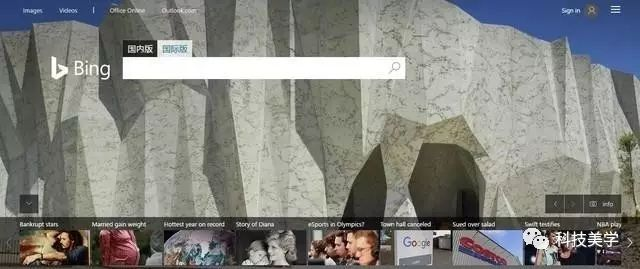 Images Videos | Office Online Outlook.com Sign in
国内版 国际版
Bing
info
Bankrupt stars Married gain weight Hottest year on record Story of Diana eSports in Olympics? Town hall canceled Sued over salad Swift testifies NBA play
Google
Costco
科技美学